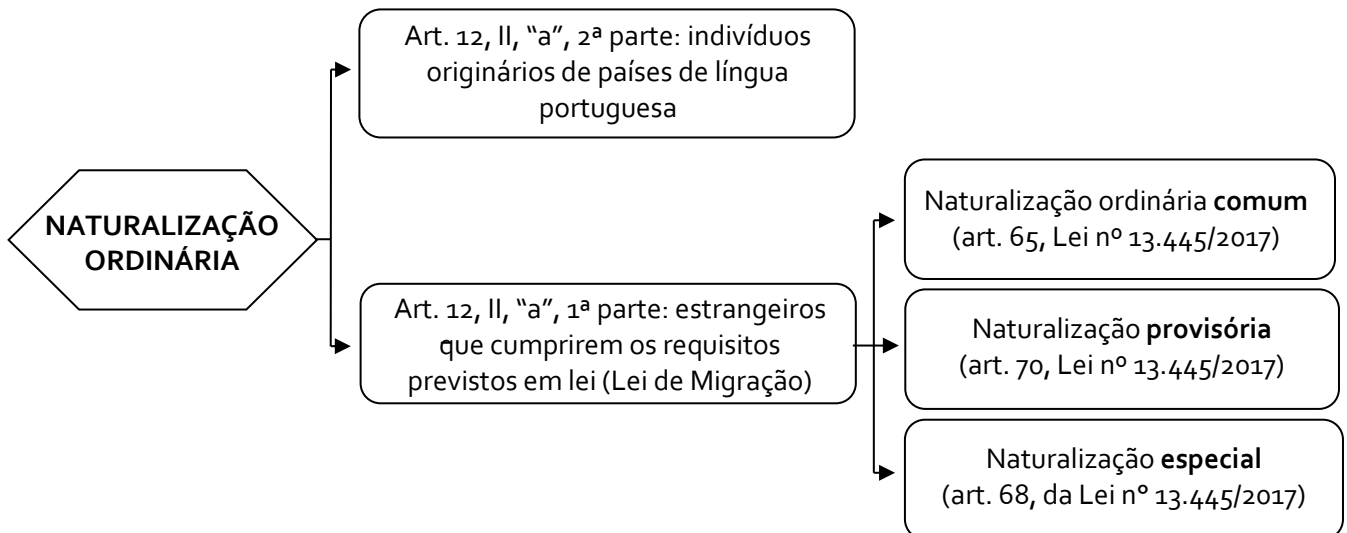 Art. 12, II, “a”, 2ª parte: indivíduos
originários de países de língua
portuguesa
NATURALIZAÇÃO
ORDINÁRIA
Art. 12, II, “a”, 1ª parte: estrangeiros
que cumprirem os requisitos
previstos em lei (Lei de Migração)
Naturalização ordinária comum
(art. 65, Lei nº 13.445/2017)
Naturalização provisória
(art. 70, Lei nº 13.445/2017)
Naturalização especial
(art. 68, da Lei n° 13.445/2017)